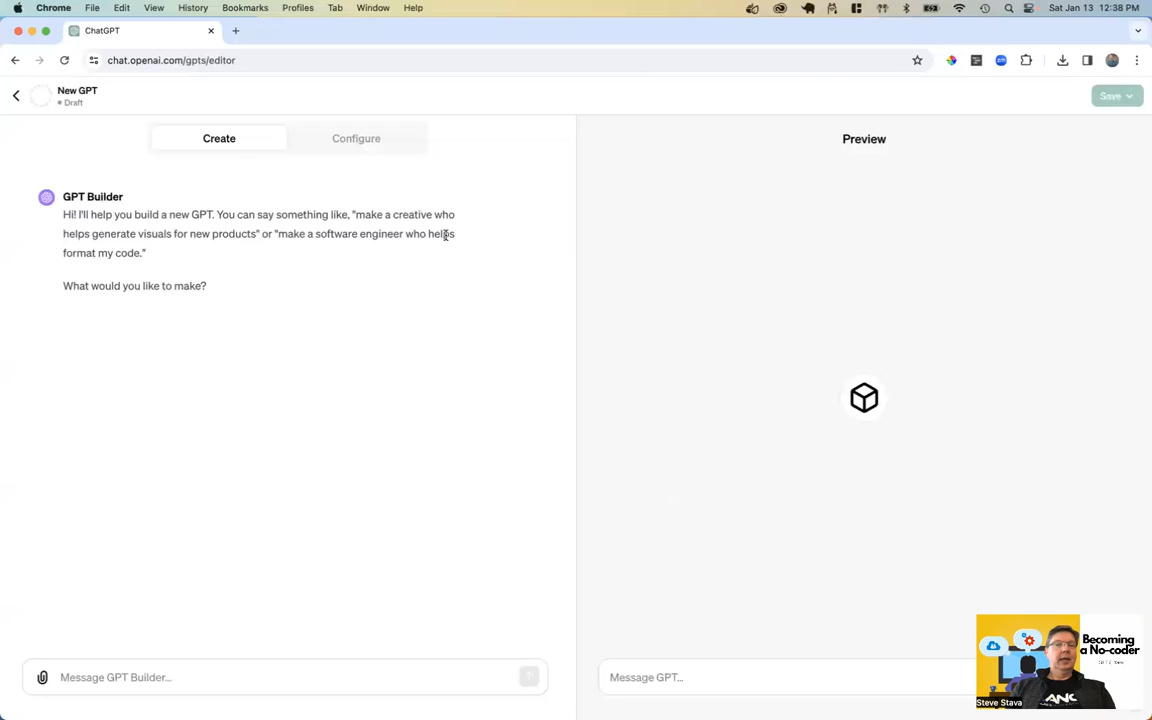 Chrome File Edit View History Bookmarks Profiles Tab Window Help
Sat Jan 13 12:38 PM
ChatGPT
chat.openai.com/gpts/editor
New GPT
Draft
Save
Create
Configure
Preview
GPT Builder
Hi! I'll help you build a new GPT. You can say something like, "make a creative who
helps generate visuals for new products" or "make a software engineer who helps
format my code."
What would you like to make?
Message GPT Builder...
Message GPT...
Becoming
a No-coder
Steve Stava